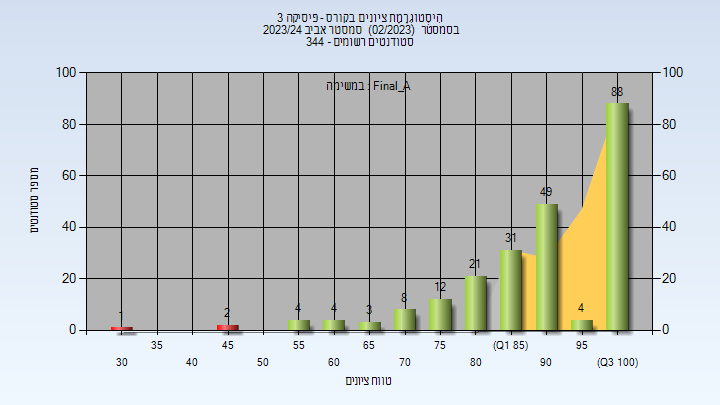 היסטוגרמת ציונים בקורס - פיסיקה 3
בסמסטר (02/2023) סמסטר אביב 2023/24
סטודנטים רשומים - 344
במשימה : Final_A
מספר סטודנטים
100 100
80 80
60 60
40 40
20 20
0 0
1 2 4 4 3 8 12 21 31 49 4 88
35 45 55 65 75 (Q1 85) 95
30 40 50 60 70 80 90 (Q3 100)
טווח ציונים